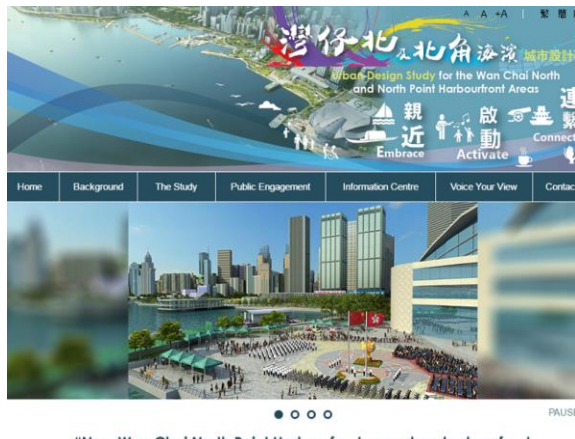 A A +A | 繁 簡
灣仔北及北角海濱 城市設計
Urban Design Study for the Wan Chai North
and North Point Harbourfront Areas
親近 啟動 連繫
Embrace Activate Connect
Home Background The Study Public Engagement Information Centre Voice Your View Contac
PAUSE